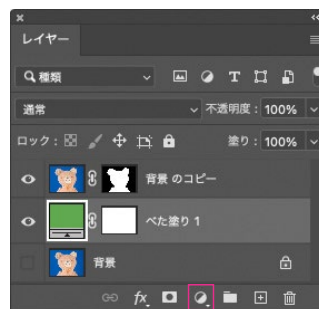 レイヤー
種類
通常
不透明度: 100%
ロック:
塗り: 100%
背景 のコピー
べた塗り 1
背景
fx